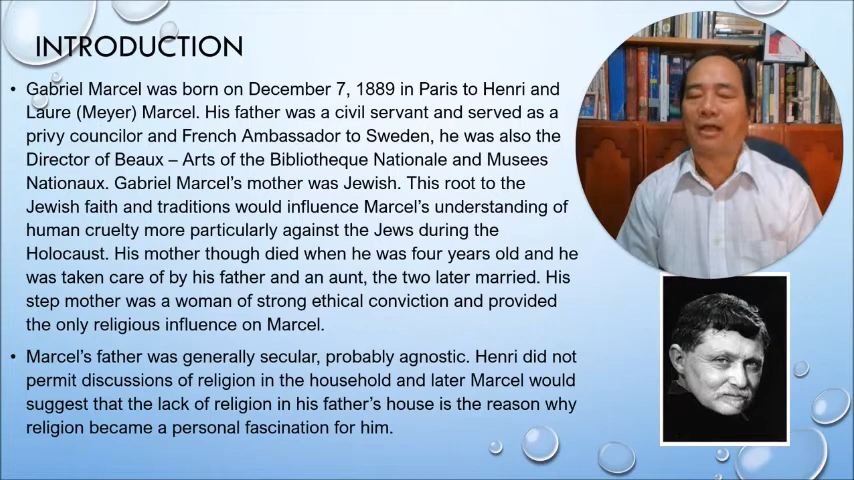 INTRODUCTION
• Gabriel Marcel was born on December 7, 1889 in Paris to Henri and
Laure (Meyer) Marcel. His father was a civil servant and served as a
privy councilor and French Ambassador to Sweden, he was also the
Director of Beaux – Arts of the Bibliotheque Nationale and Musees
Nationaux. Gabriel Marcel's mother was Jewish. This root to the
Jewish faith and traditions would influence Marcel's understanding of
human cruelty more particularly against the Jews during the
Holocaust. His mother though died when he was four years old and he
was taken care of by his father and an aunt, the two later married. His
step mother was a woman of strong ethical conviction and provided
the only religious influence on Marcel.
• Marcel's father was generally secular, probably agnostic. Henri did not
permit discussions of religion in the household and later Marcel would
suggest that the lack of religion in his father's house is the reason why
religion became a personal fascination for him.